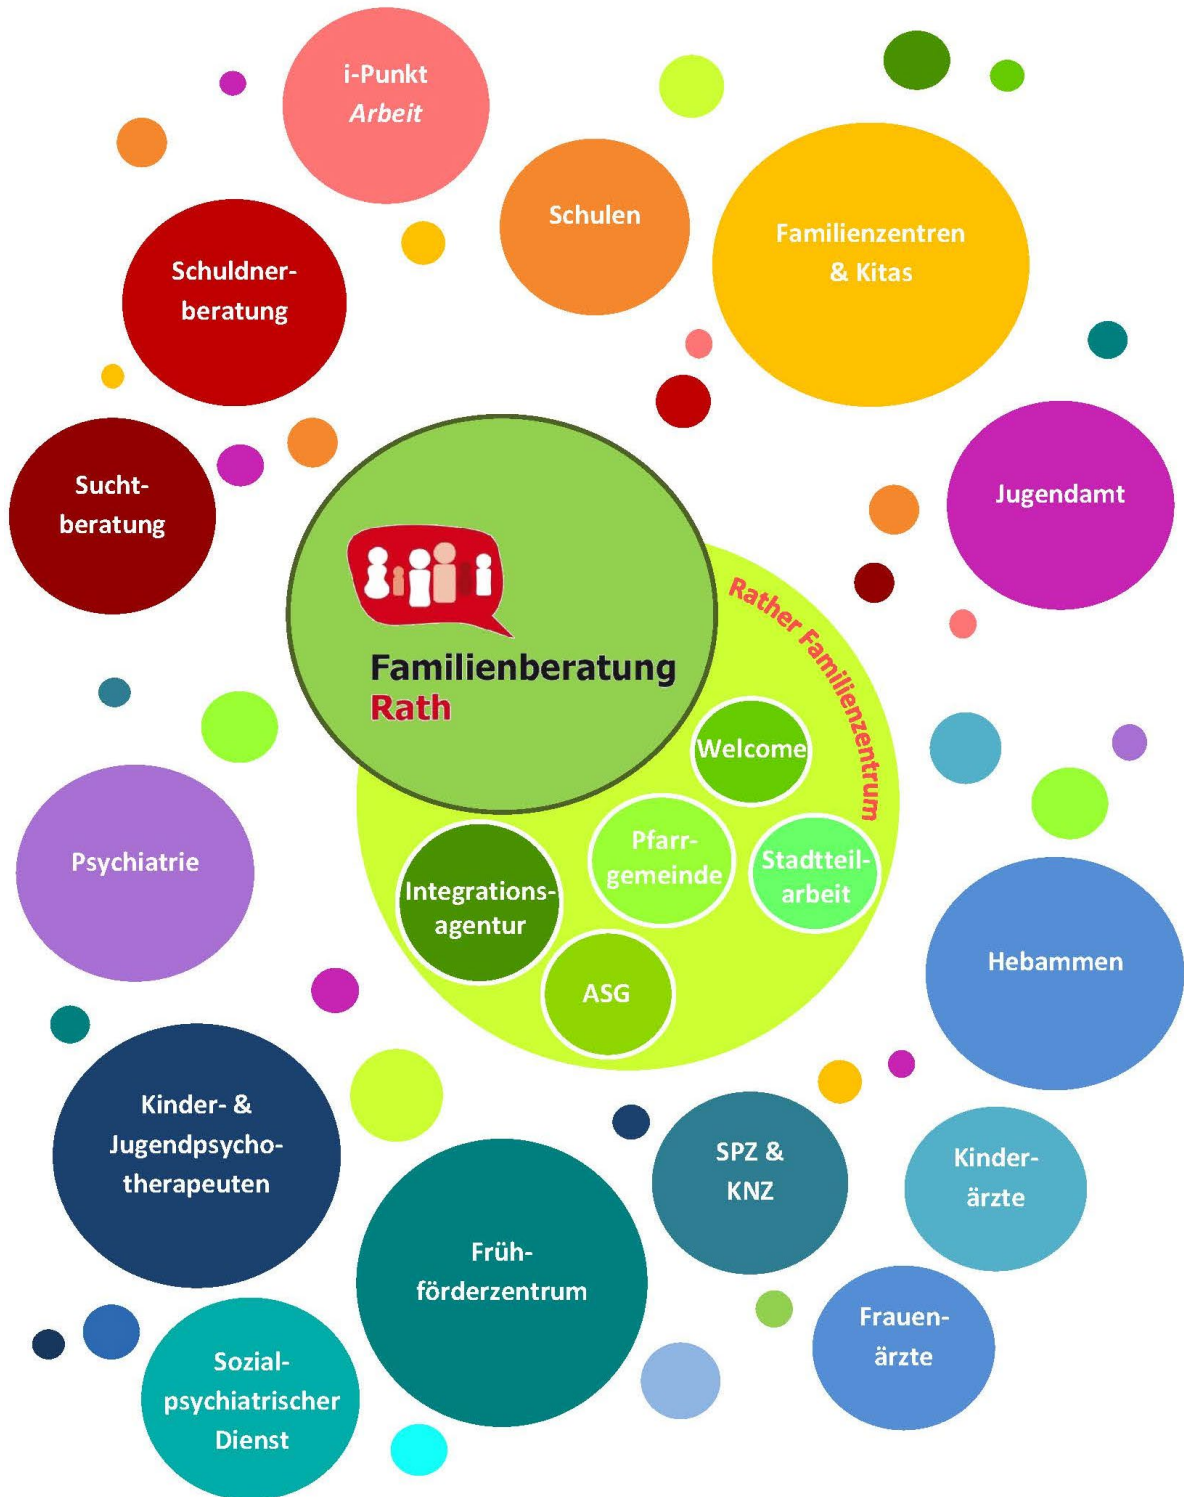 i-Punkt
Arbeit
Schulen
Familienzentren
& Kitas
Schuldner-
beratung
Sucht-
beratung
Jugendamt
Familienberatung
Rath
Rather Familienzentrum
Welcome
Pfarr-
gemeinde
Stadtteil-
arbeit
Integrations-
agentur
ASG
Psychiatrie
Hebammen
Kinder- &
Jugendpsycho-
therapeuten
SPZ &
KNZ
Kinder-
ärzte
Früh-
förderzentrum
Frauen-
ärzte
Sozial-
psychiatrischer
Dienst